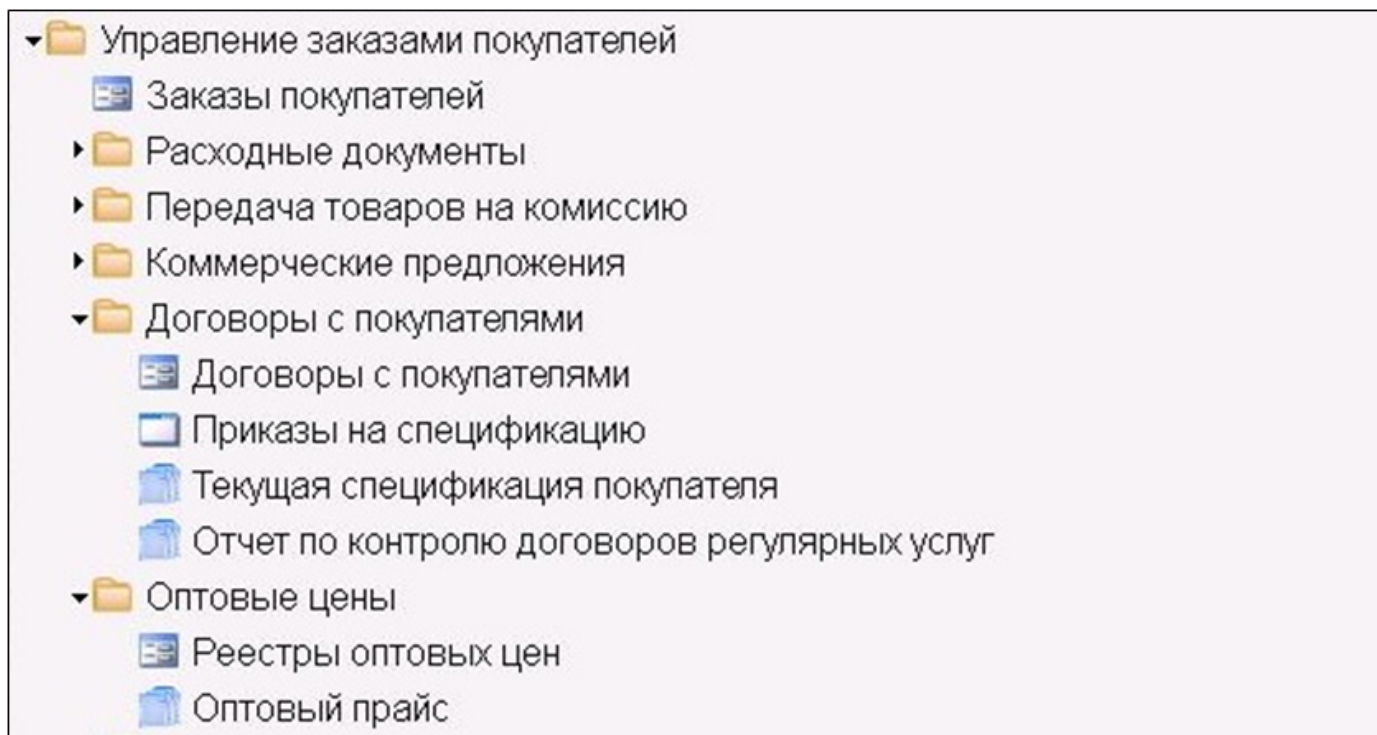 Управление заказами покупателей
Заказы покупателей
Расходные документы
Передача товаров на комиссию
Коммерческие предложения
Договоры с покупателями
Договоры с покупателями
Приказы на спецификацию
Текущая спецификация покупателя
Отчет по контролю договоров регулярных услуг
Оптовые цены
Реестры оптовых цен
Оптовый прайс